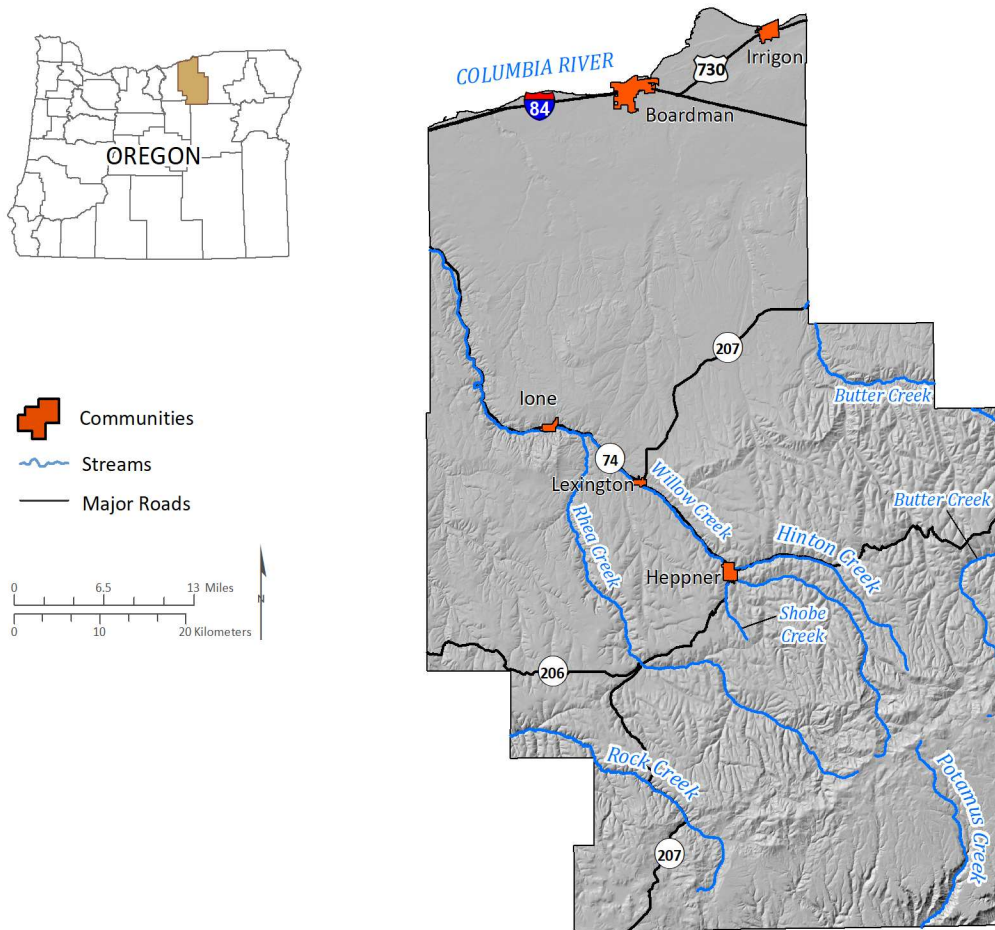 OREGON
Communities
Streams
Major Roads
0 6.5 13 Miles
0 10 20 Kilometers
N
COLUMBIA RIVER
Irrigon
730
84
Boardman
207
Butter Creek
Ione
74
Lexington
Willow Creek
Butter Creek
Rhea Creek
Hinton Creek
Heppner
Shobe
Creek
206
Rock Creek
Potamus Creek
207